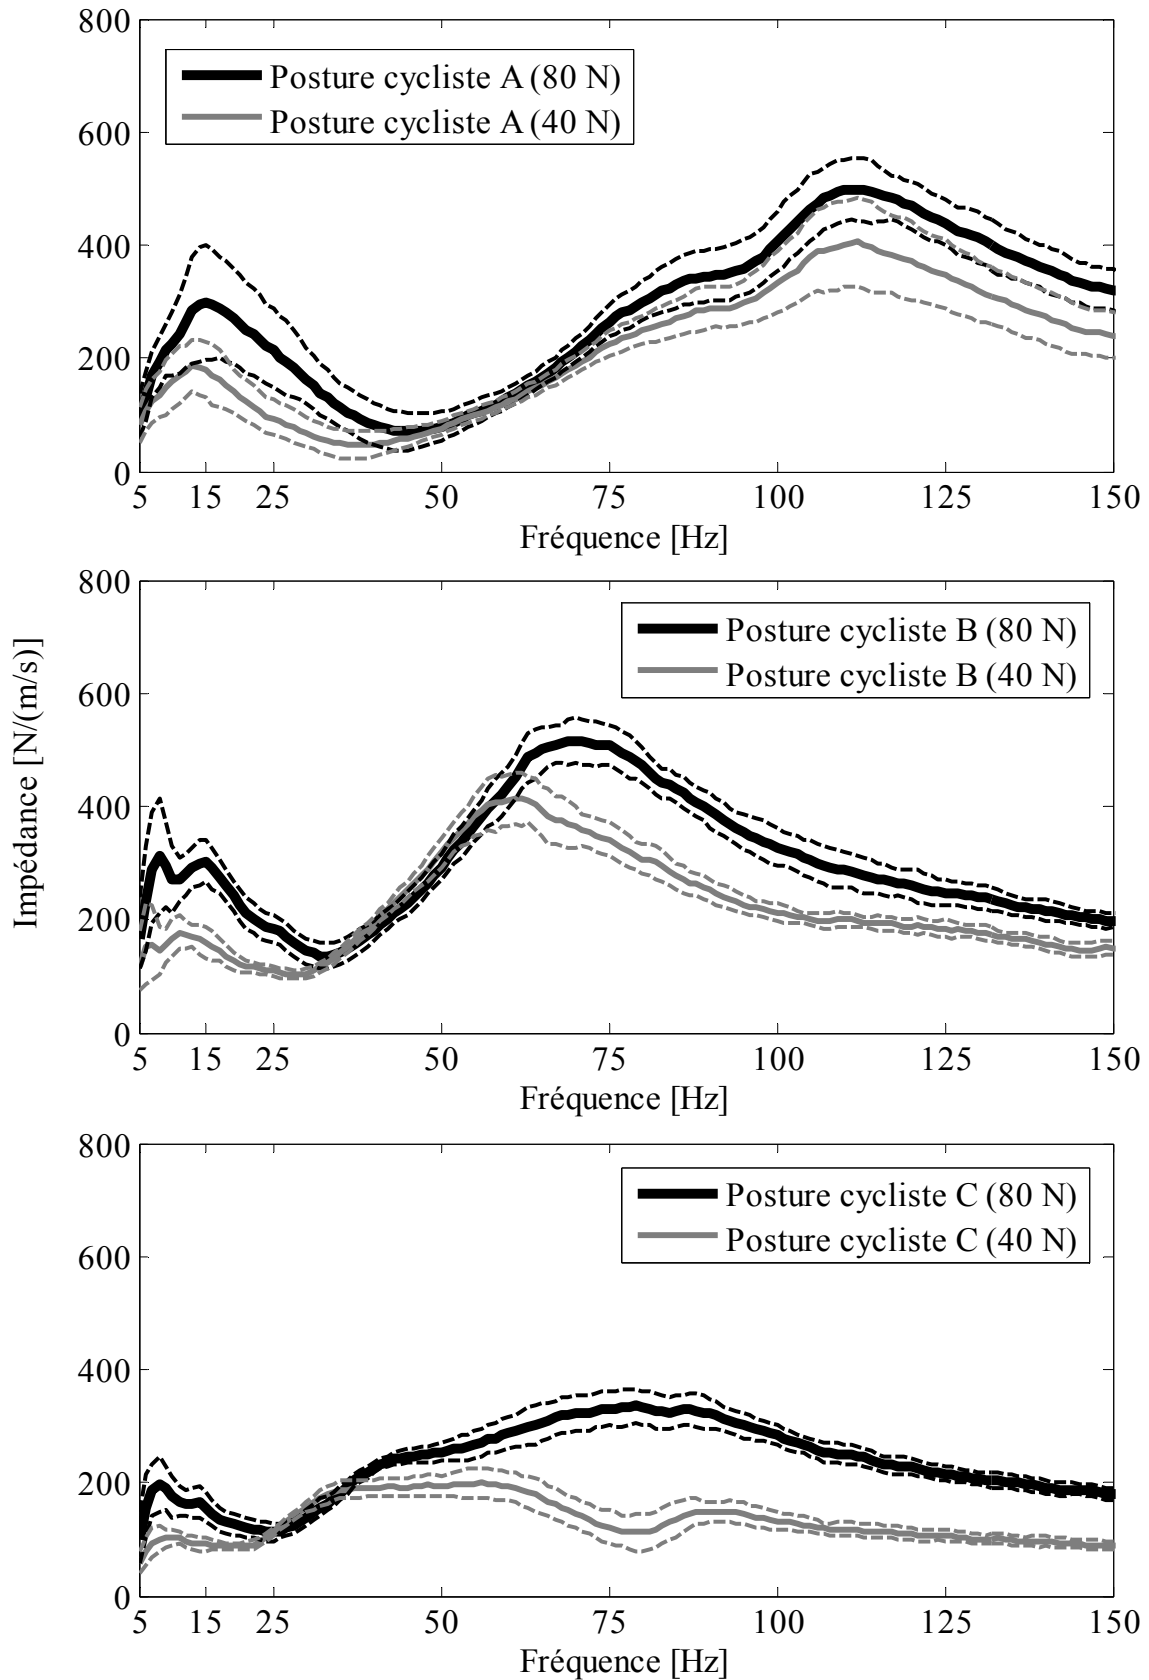 800
600
400
200
0
Posture cycliste A (80 N)
Posture cycliste A (40 N)
5 15 25 50 75 100 125 150
Fréquence [Hz]
Impédance [N/(m/s)]
800
600
400
200
0
Posture cycliste B (80 N)
Posture cycliste B (40 N)
5 15 25 50 75 100 125 150
Fréquence [Hz]
800
600
400
200
0
Posture cycliste C (80 N)
Posture cycliste C (40 N)
5 15 25 50 75 100 125 150
Fréquence [Hz]